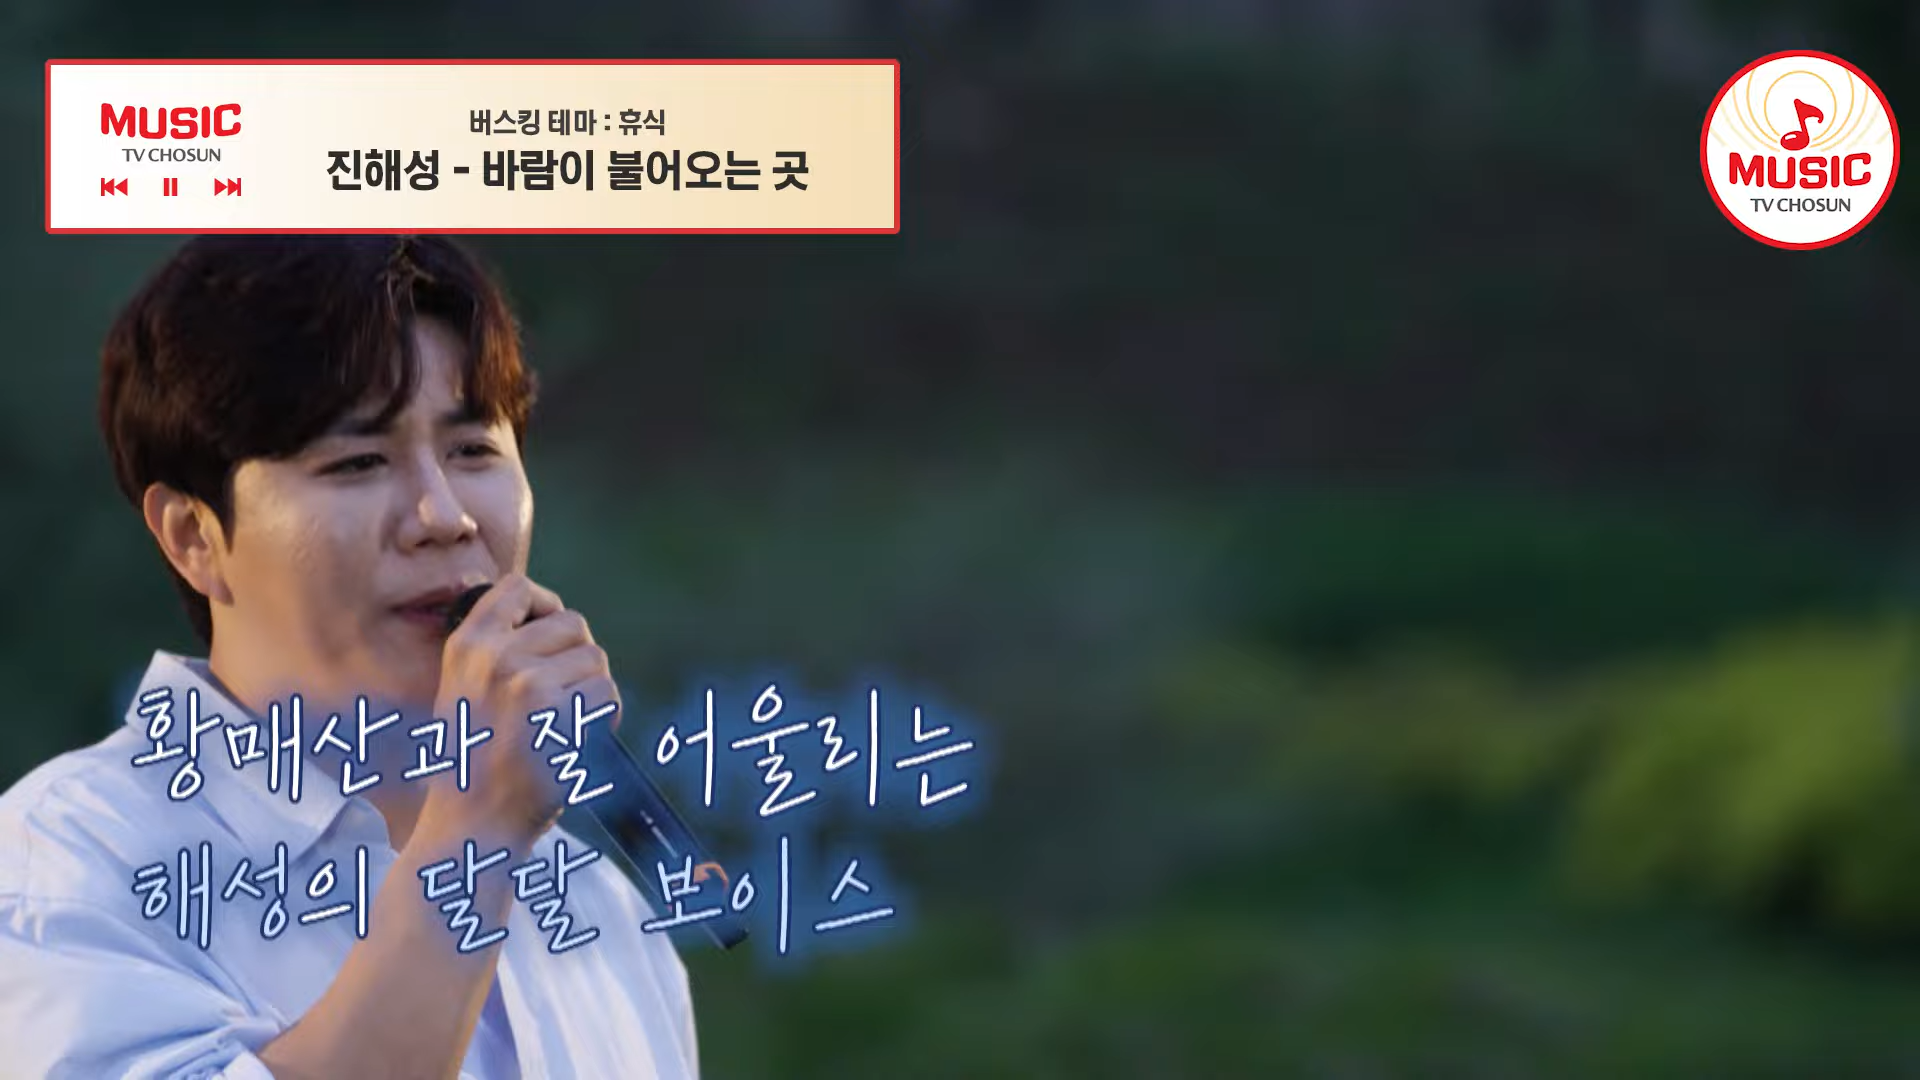 MUSIC
TV CHOSUN
버스킹 테마 : 휴식
진해성 - 바람이 불어오는 곳
MUSIC
TV CHOSUN
황매산과 잘 어울리는
해성의 달달 보이스